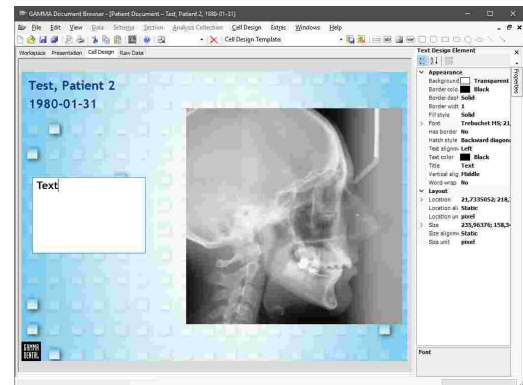 GAMMA Document Browser - [Patient Document - Test, Patient 2, 1980-01-31]
File Edit View Data Schema Section Analysis Collection Cell Design Extras Windows Help
Cell Design Template
Workspace Presentation Cell Design Raw Data
Test, Patient 2
1980-01-31
Text
GAMMA
DENTAL
Text Design Element
Properties
Appearance
Background Transparent
Border colo Black
Border dash Solid
Border widt 1
Fill style Solid
Font Trebuchet MS; 21,
Has border No
Hatch style Backward diagona
Text alignm Left
Text color Black
Title Text
Vertical alig Middle
Word wrap No
Layout
Location 21,7335052; 218,
Location ali Static
Location un pixel
Size 235,96376; 158,3
Size alignm Static
Size unit pixel
Font